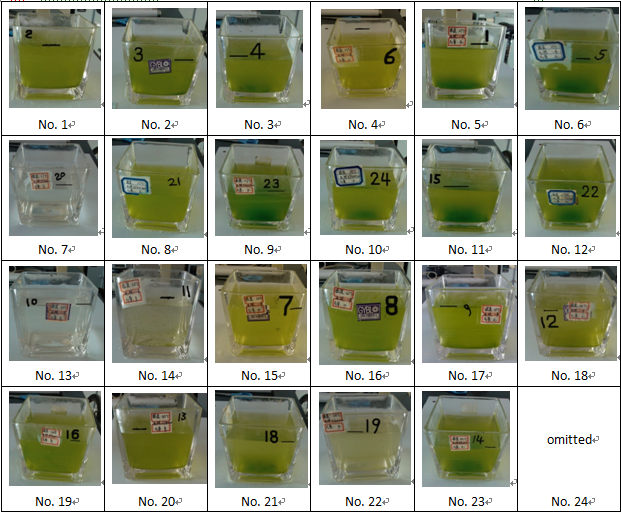 2
3
4
6
1
5
No. 1
No. 2
No. 3
No. 4
No. 5
No. 6
20
21
23
24
15
22
No. 7
No. 8
No. 9
No. 10
No. 11
No. 12
10
11
7
8
9
12
No. 13
No. 14
No. 15
No. 16
No. 17
No. 18
16
13
18
19
14
omitted
No. 19
No. 20
No. 21
No. 22
No. 23
No. 24